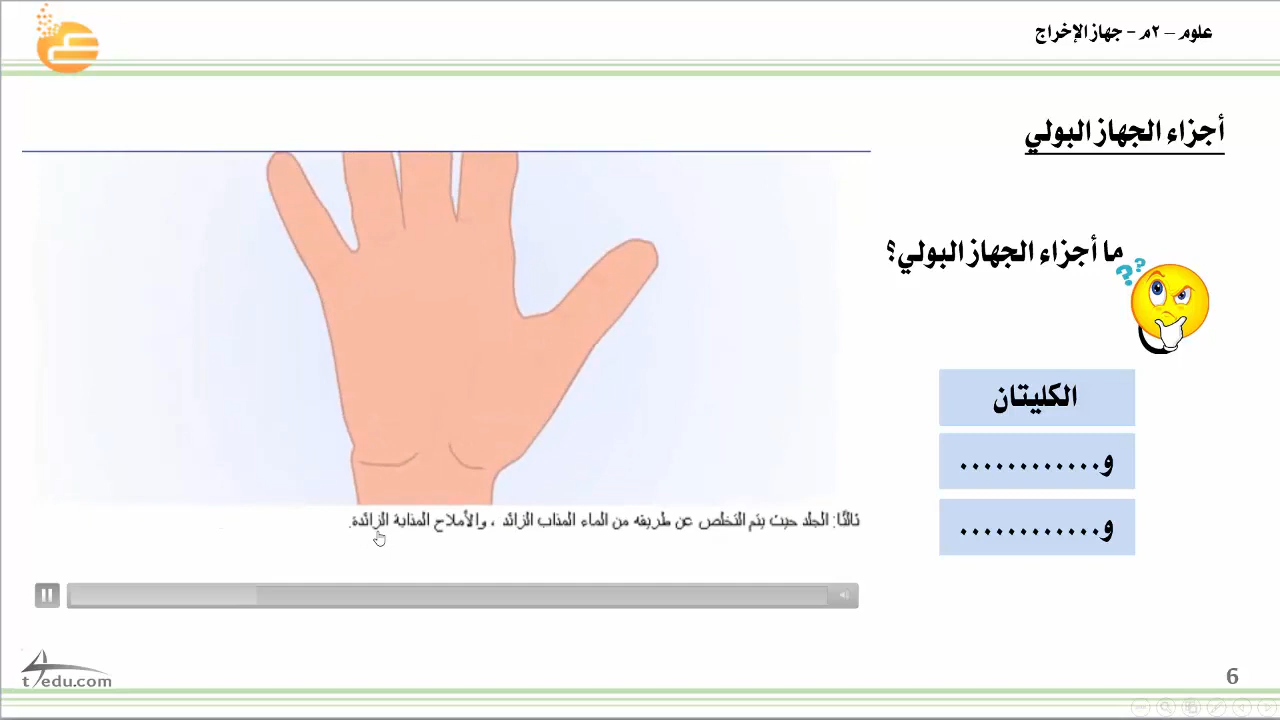 علوم – ٢م – جهاز الإخراج
أجزاء الجهاز البولي
ما أجزاء الجهاز البولي؟
??
الكليتان
و............
و............
ثالثًا: الجلد حيث يتم التخلص عن طريقه من الماء المذاب الزائد ، والأملاح المذابة الزائدة.
t4edu.com
6